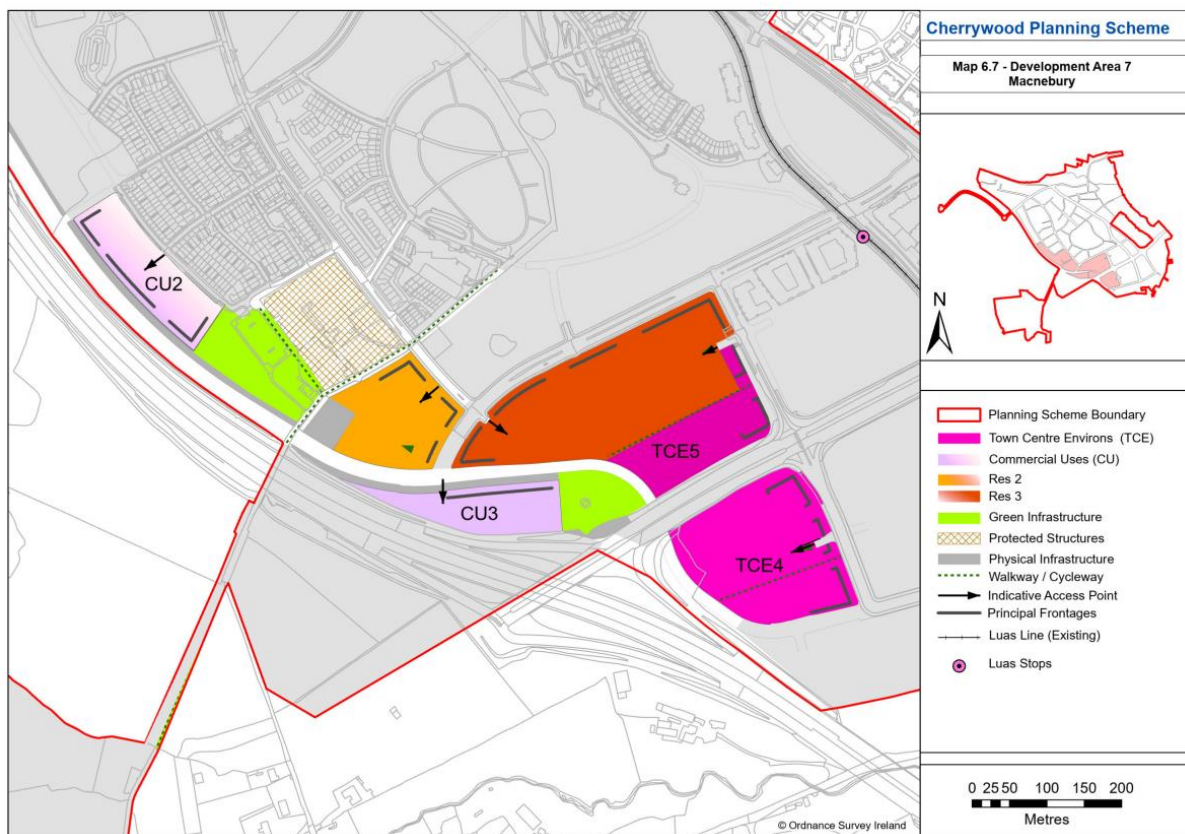 Cherrywood Planning Scheme
Map 6.7 - Development Area 7
Macnebury
N
Planning Scheme Boundary
Town Centre Environs (TCE)
Commercial Uses (CU)
Res 2
Res 3
Green Infrastructure
Protected Structures
Physical Infrastructure
Walkway / Cycleway
Indicative Access Point
Principal Frontages
Luas Line (Existing)
Luas Stops
0 25 50 100 150 200
Metres
CU2
TCE5
CU3
TCE4
© Ordnance Survey Ireland